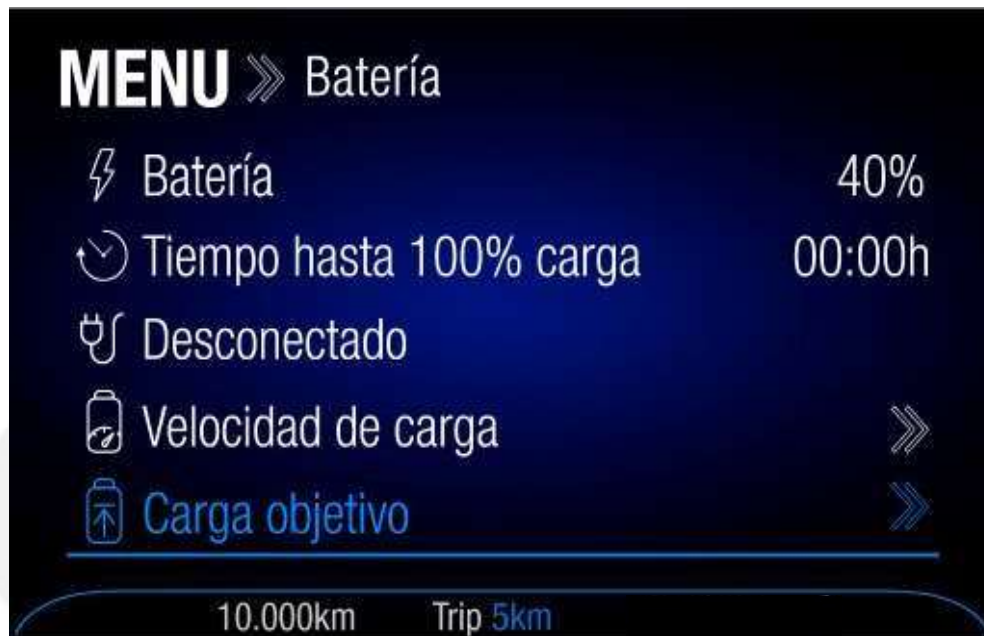 MENU Batería
Batería 40%
Tiempo hasta 100% carga 00:00h
Desconectado
Velocidad de carga
Carga objetivo
10.000km Trip 5km